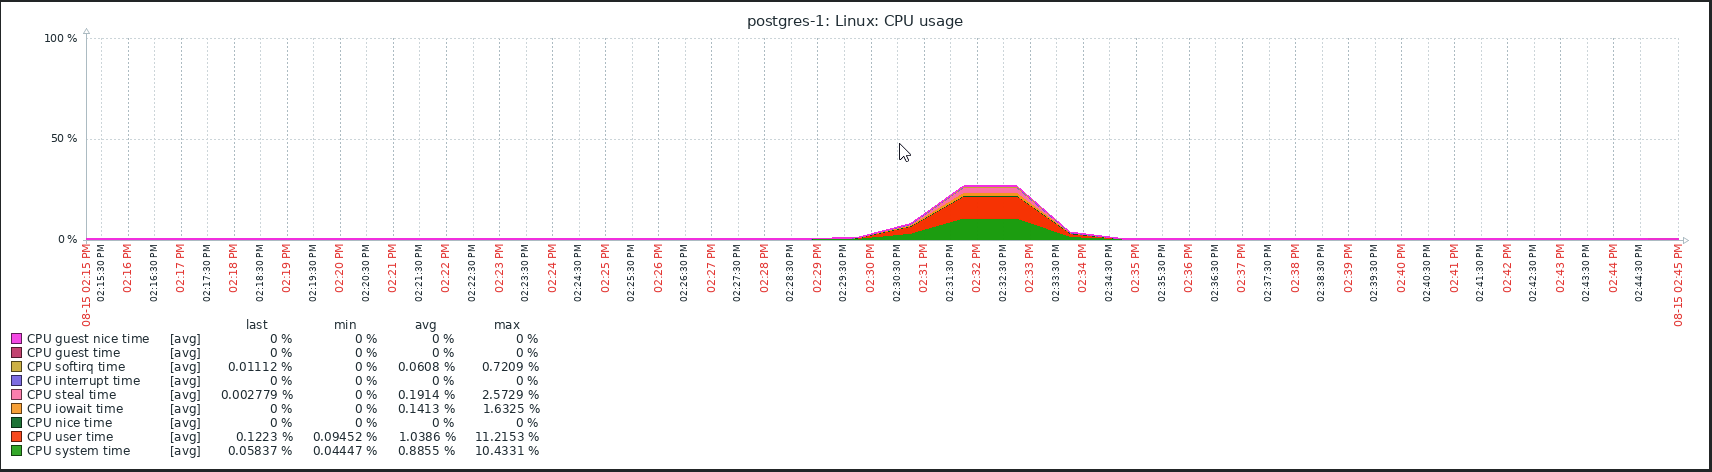 postgres-1: Linux: CPU usage
100 %
50 %
0 %
08-15 02:15 PM
02:15:30 PM
02:16 PM
02:16:30 PM
02:17 PM
02:17:30 PM
02:18 PM
02:18:30 PM
02:19 PM
02:19:30 PM
02:20 PM
02:20:30 PM
02:21 PM
02:21:30 PM
02:22 PM
02:22:30 PM
02:23 PM
02:23:30 PM
02:24 PM
02:24:30 PM
02:25 PM
02:25:30 PM
02:26 PM
02:26:30 PM
02:27 PM
02:27:30 PM
02:28 PM
02:28:30 PM
02:29 PM
02:29:30 PM
02:30 PM
02:30:30 PM
02:31 PM
02:31:30 PM
02:32 PM
02:32:30 PM
02:33 PM
02:33:30 PM
02:34 PM
02:34:30 PM
02:35 PM
02:35:30 PM
02:36 PM
02:36:30 PM
02:37 PM
02:37:30 PM
02:38 PM
02:38:30 PM
02:39 PM
02:39:30 PM
02:40 PM
02:40:30 PM
02:41 PM
02:41:30 PM
02:42 PM
02:42:30 PM
02:43 PM
02:43:30 PM
02:44 PM
02:44:30 PM
08-15 02:45 PM
last min avg max
CPU guest nice time [avg] 0 % 0 % 0 % 0 %
CPU guest time [avg] 0 % 0 % 0 % 0 %
CPU softirq time [avg] 0.01112 % 0 % 0.0608 % 0.7209 %
CPU interrupt time [avg] 0 % 0 % 0 % 0 %
CPU steal time [avg] 0.002779 % 0 % 0.1914 % 2.5729 %
CPU iowait time [avg] 0 % 0 % 0.1413 % 1.6325 %
CPU nice time [avg] 0 % 0 % 0 % 0 %
CPU user time [avg] 0.1223 % 0.09452 % 1.0386 % 11.2153 %
CPU system time [avg] 0.05837 % 0.04447 % 0.8855 % 10.4331 %